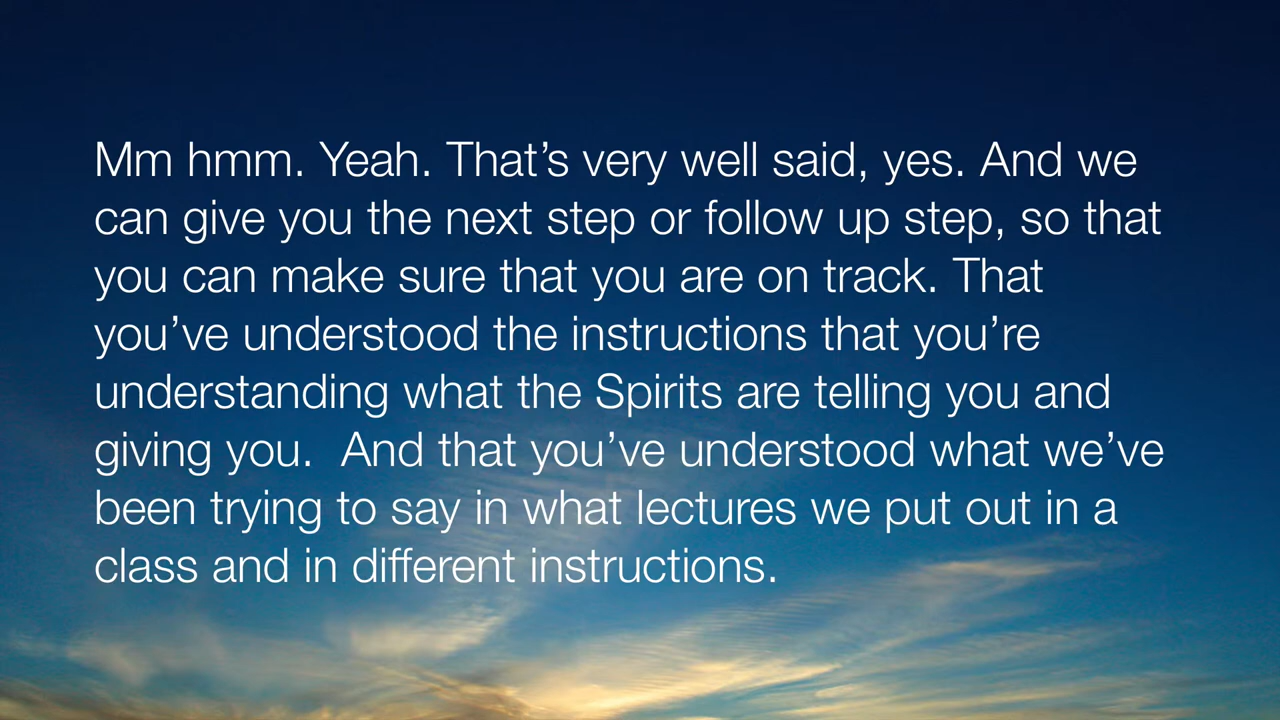 Mm hmm. Yeah. That’s very well said, yes. And we
can give you the next step or follow up step, so that
you can make sure that you are on track. That
you’ve understood the instructions that you’re
understanding what the Spirits are telling you and
giving you.  And that you’ve understood what we’ve
been trying to say in what lectures we put out in a
class and in different instructions.